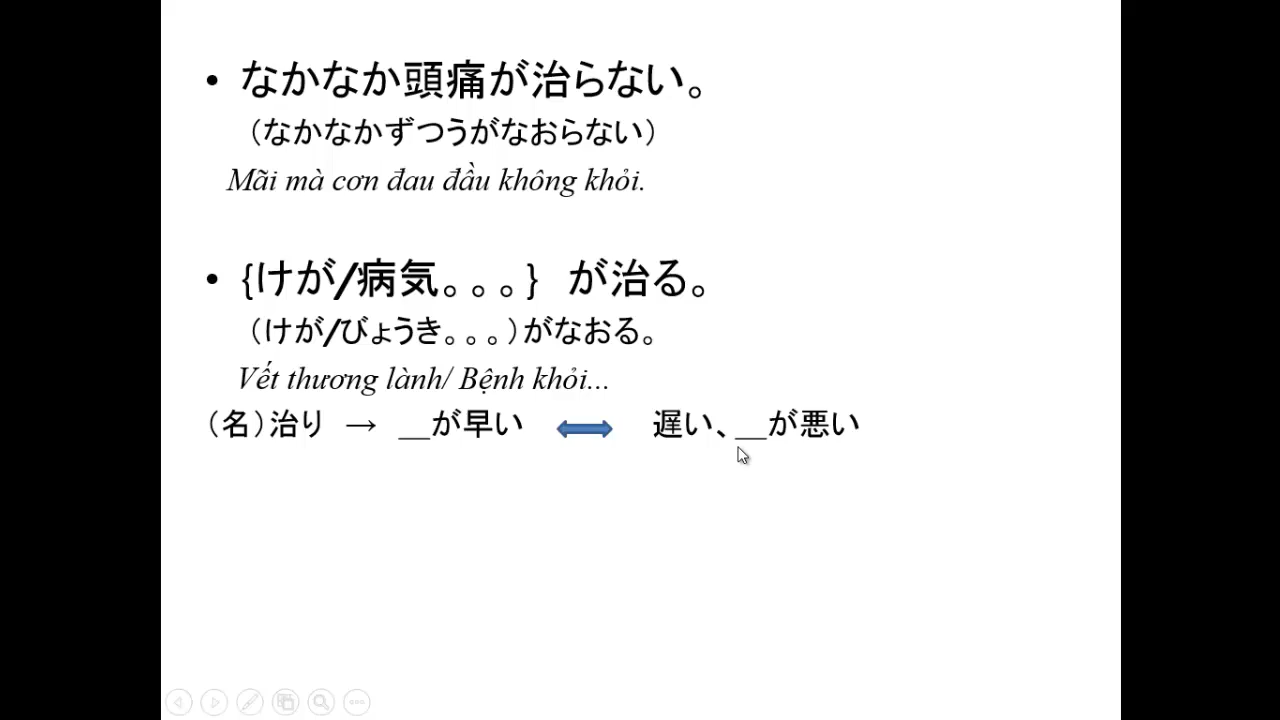 • なかなか頭痛が治らない。
（なかなかずつうがなおらない）
Mãi mà cơn đau đầu không khỏi.
• {けが/病気。。。} が治る。
（けが/びょうき。。。）がなおる。
Vết thương lành/ Bệnh khỏi...
（名）治り → __が早い ⇔ 遅い、__が悪い